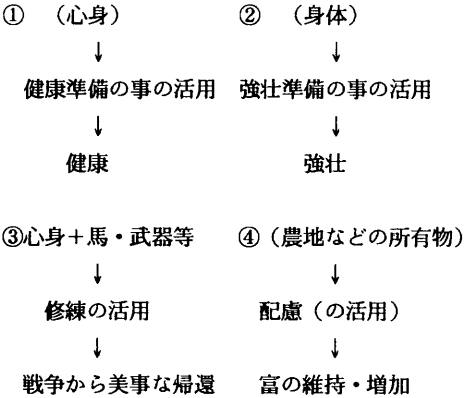 ① （心身）
↓
健康準備の事の活用
↓
健康
② （身体）
↓
強壮準備の事の活用
↓
強壮
③心身＋馬・武器等
↓
修練の活用
↓
戦争から美事な帰還
④（農地などの所有物）
↓
配慮（の活用）
↓
富の維持・増加